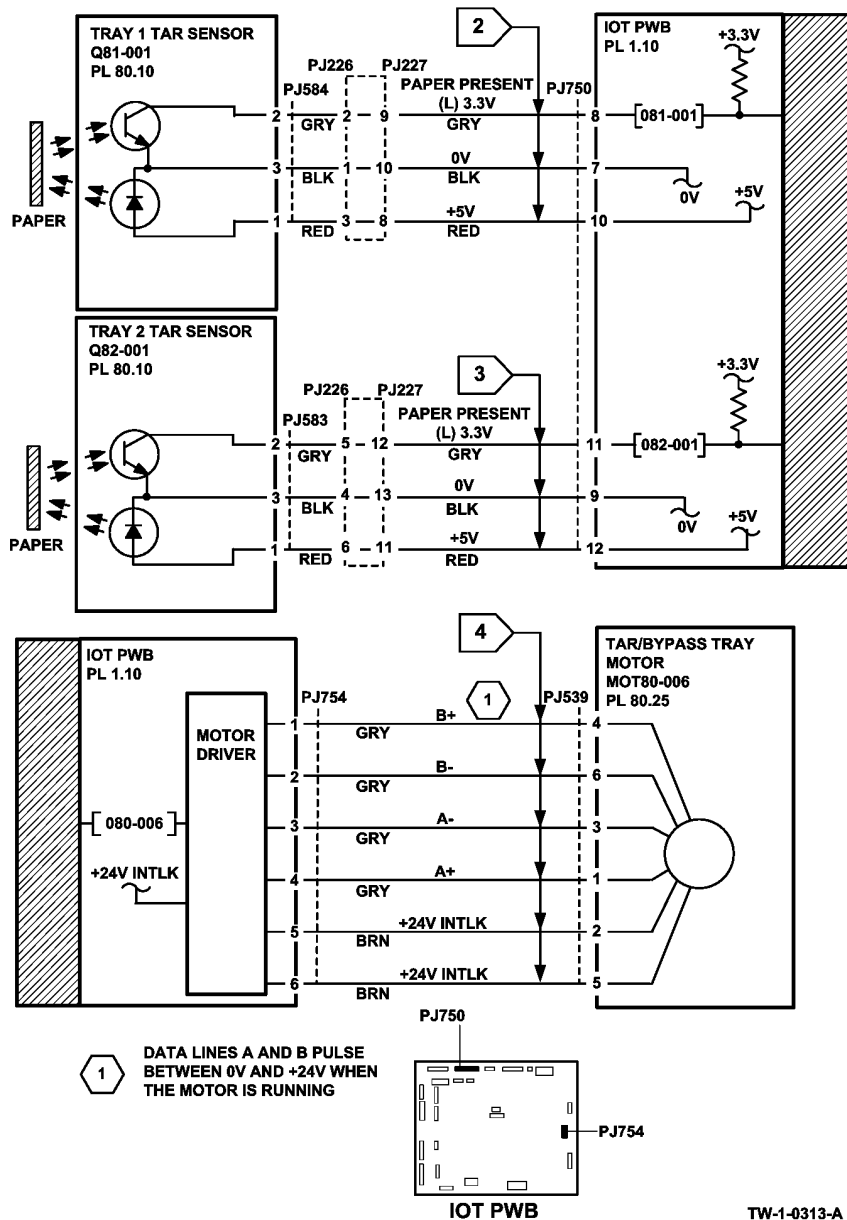 TRAY 1 TAR SENSOR
Q81-001
PL 80.10
2
IOT PWB
PL 1.10
+3.3V
PJ584
PJ226
PJ227
PAPER PRESENT
(L) 3.3V
PJ750
2
GRY
2
9
GRY
8
[081-001]
3
BLK
1
10
0V
BLK
7
0V
+5V
1
RED
3
8
+5V
RED
10
PAPER
TRAY 2 TAR SENSOR
Q82-001
PL 80.10
3
+3.3V
PJ583
PJ226
PJ227
PAPER PRESENT
(L) 3.3V
2
GRY
5
12
GRY
11
[082-001]
3
BLK
4
13
0V
BLK
9
0V
+5V
1
RED
6
11
+5V
RED
12
PAPER
IOT PWB
PL 1.10
4
TAR/BYPASS TRAY
MOTOR
MOT80-006
PL 80.25
PJ754
1
PJ539
MOTOR
DRIVER
1
GRY
B+
4
2
GRY
B-
6
[080-006]
3
GRY
A-
3
+24V INTLK
4
GRY
A+
1
5
BRN
+24V INTLK
2
6
BRN
+24V INTLK
5
1
DATA LINES A AND B PULSE
BETWEEN 0V AND +24V WHEN
THE MOTOR IS RUNNING
PJ750
PJ754
IOT PWB
TW-1-0313-A